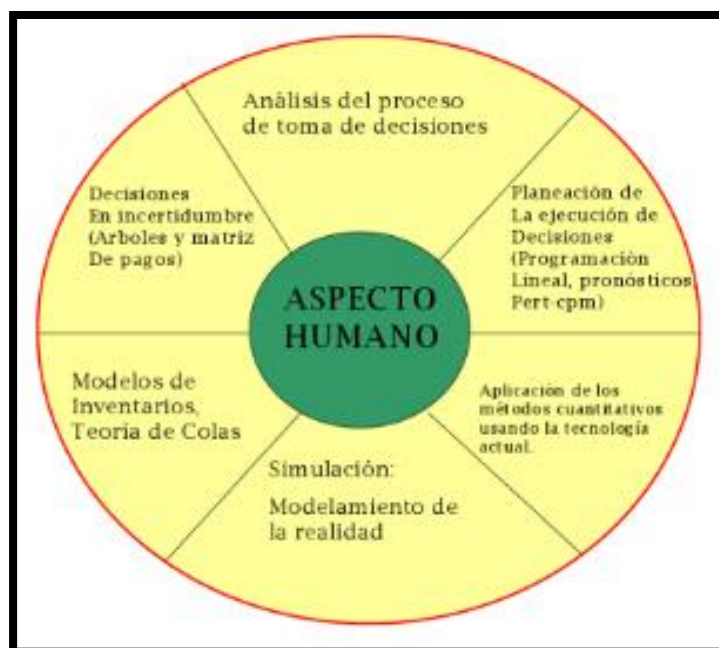 Análisis del proceso
de toma de decisiones
Planeación de
La ejecución de
Decisiones
(Programación
Lineal, pronósticos,
Pert-cpm)
Aplicación de los
métodos cuantitativos
usando la tecnología
actual.
Simulación:
Modelamiento de
la realidad
Modelos de
Inventarios,
Teoría de Colas
Decisiones
En incertidumbre
(Arboles y matriz
De pagos)
ASPECTO
HUMANO